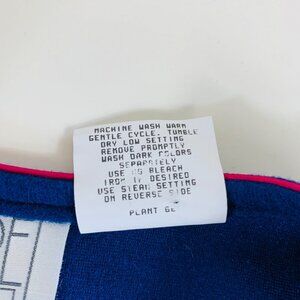 MACHINE WASH WARM
GENTLE CYCLE. TUMBLE
DRY LOW SETTING
REMOVE PROMPTLY
WASH DARK COLORS
SEPARATELY
USE NO BLEACH
IRON IF DESIRED
USE STEAM SETTING
ON REVERSE SIDE
PLANT 6E